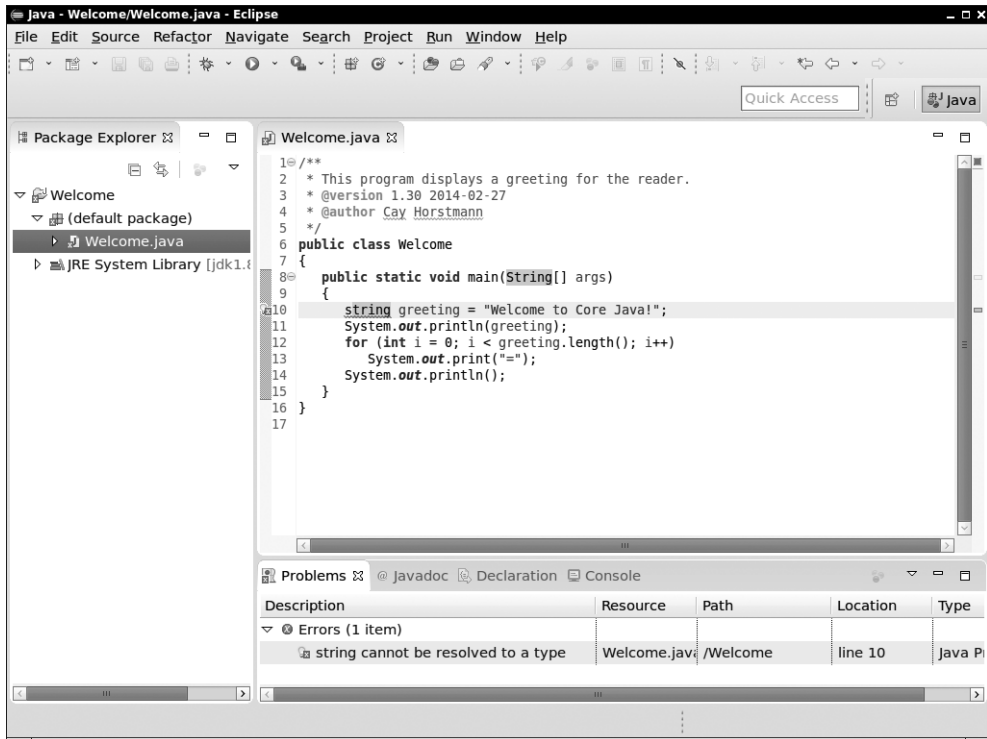 Java - Welcome/Welcome.java - Eclipse
File Edit Source Refactor Navigate Search Project Run Window Help
Quick Access
Java
Package Explorer
Welcome
(default package)
Welcome.java
JRE System Library [jdk1.8
Welcome.java
1 /**
2 * This program displays a greeting for the reader.
3 * @version 1.30 2014-02-27
4 * @author Cay Horstmann
5 */
6 public class Welcome
7 {
8 public static void main(String[] args)
9 {
10 string greeting = "Welcome to Core Java!";
11 System.out.println(greeting);
12 for (int i = 0; i < greeting.length(); i++)
13 System.out.print("=");
14 System.out.println();
15 }
16 }
17
Problems @ Javadoc Declaration Console
Description Resource Path Location Type
Errors (1 item)
string cannot be resolved to a type Welcome.java /Welcome line 10 Java P